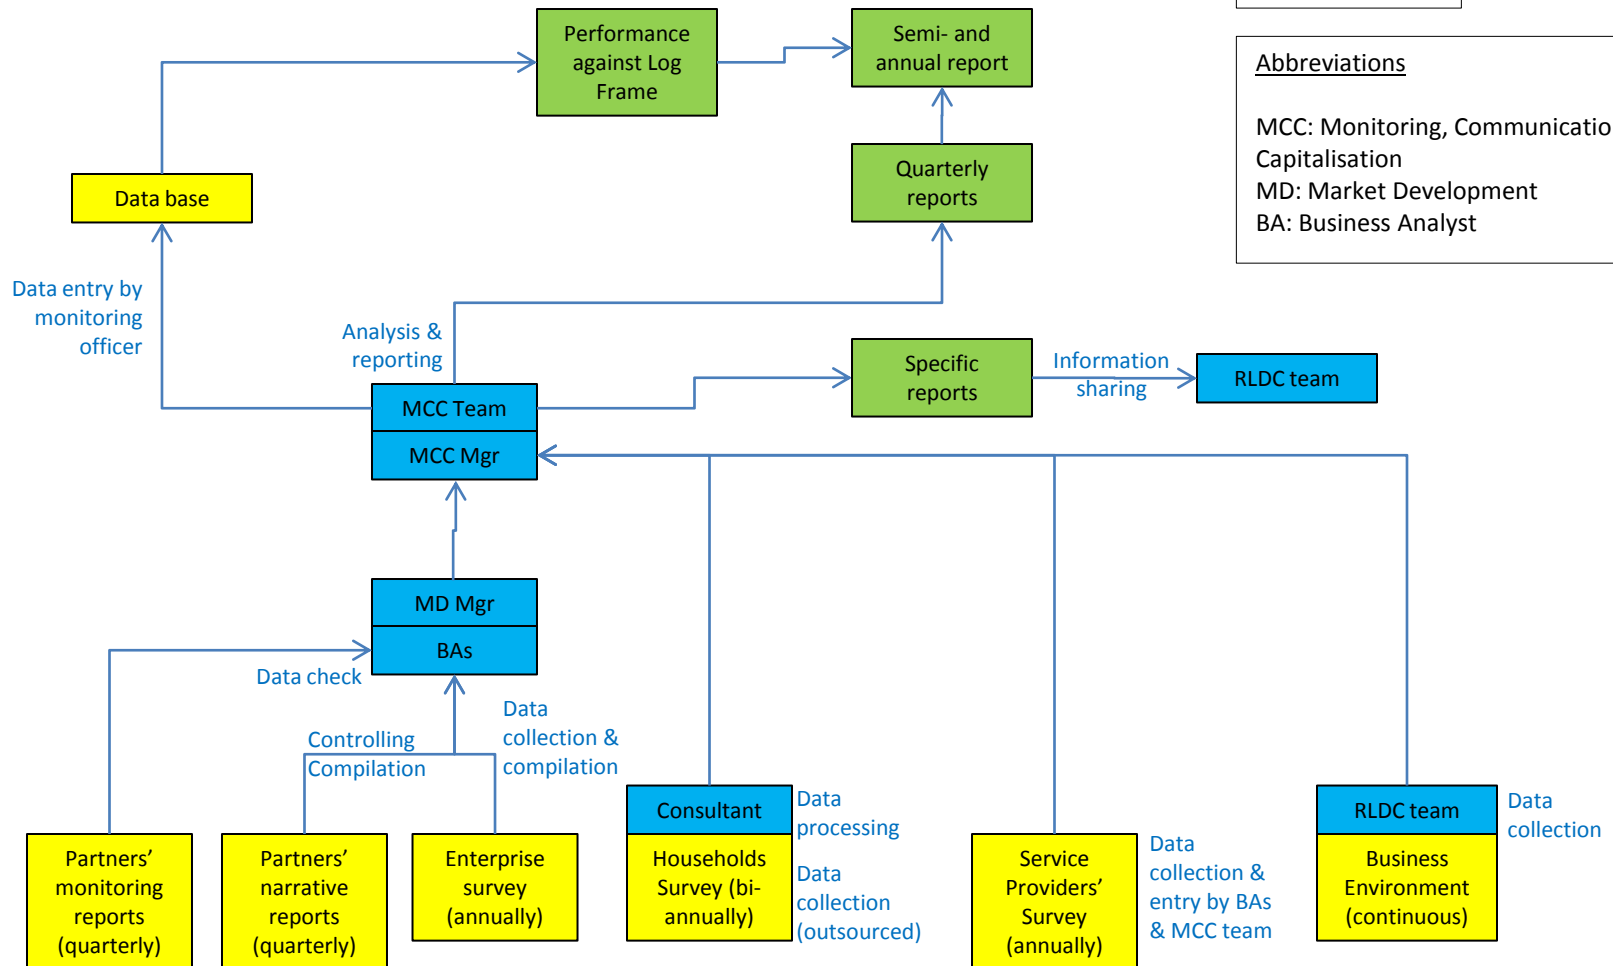 Performance
against Log
Frame
Semi- and
annual report
Abbreviations
MCC: Monitoring,
Capitalisation
MD: Market Development
BA: Business Analyst
Data base
Quarterly
reports
Data entry by
monitoring
officer
Analysis &
reporting
Specific
reports
Information
sharing
RLDC team
MCC Team
MCC Mgr
MD Mgr
BAs
Data check
Controlling
Compilation
Data
collection &
compilation
Consultant
Data
processing
Households
Survey (bi-
annually)
Data
collection
(outsourced)
Partners'
monitoring
reports
(quarterly)
Partners'
narrative
reports
(quarterly)
Enterprise
survey
(annually)
Service
Providers'
Survey
(annually)
Data
collection &
entry by BAs
& MCC team
RLDC team
Business
Environment
(continuous)
Data
collection